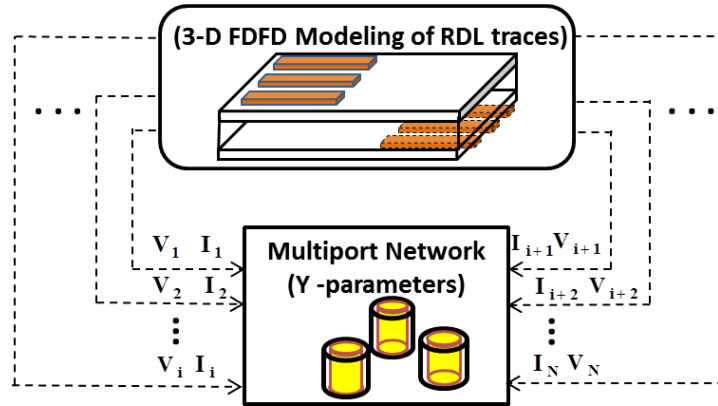 (3-D FDFD Modeling of RDL traces)
. . .
. . .
V1 I1
V2 I2
⋮
Vi Ii
Multiport Network
(Y -parameters)
Ii+1 Vi+1
Ii+2 Vi+2
⋮
IN VN